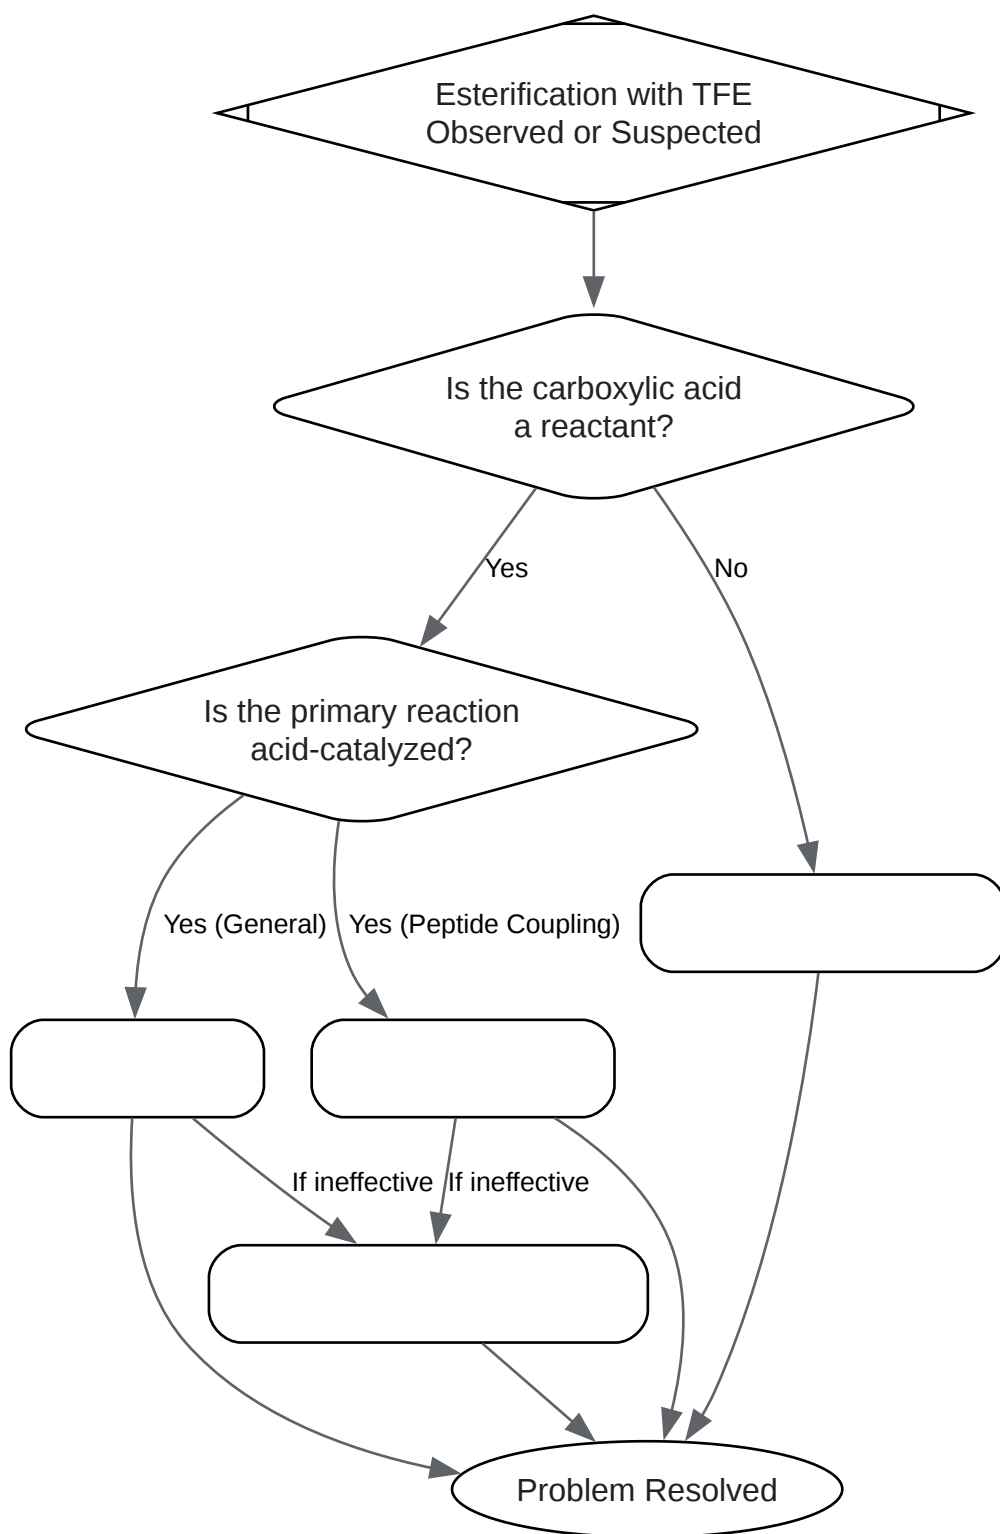 Esterification with TFE
Observed or Suspected
Is the carboxylic acid
a reactant?
Yes
No
Is the primary reaction
acid-catalyzed?
Yes (General)
Yes (Peptide Coupling)
If ineffective
If ineffective
Problem Resolved